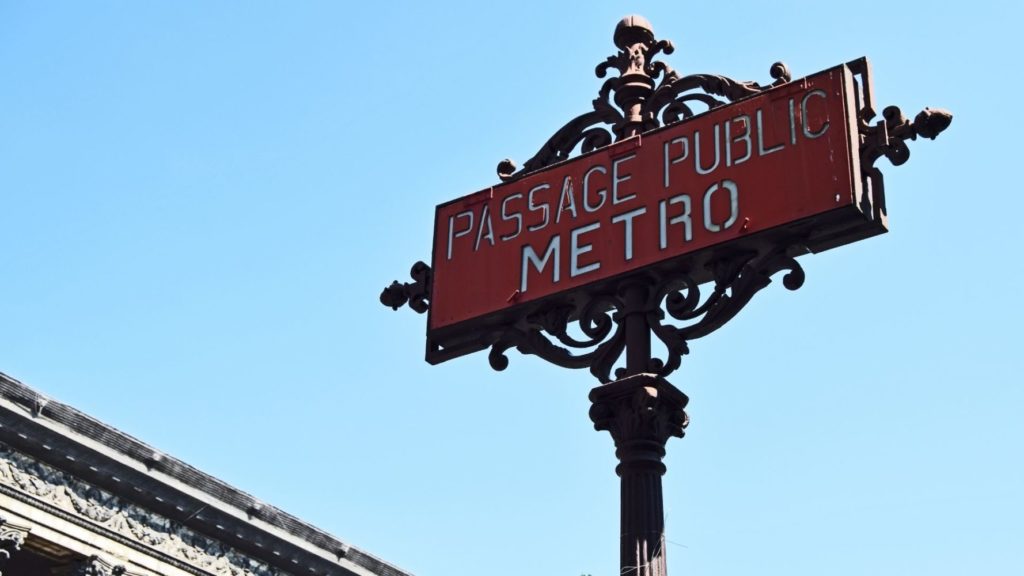 PASSAGE PUBLIC
METRO